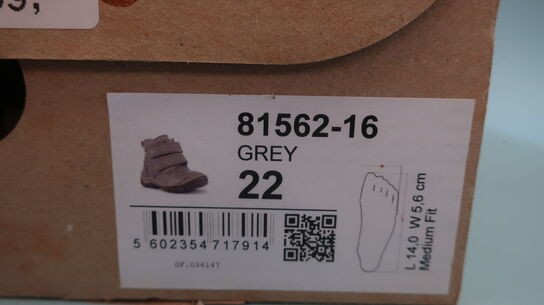 81562-16
GREY
22
L 14,0 W 5,6 cm
Medium Fit
5 602354 717914
GF.036147